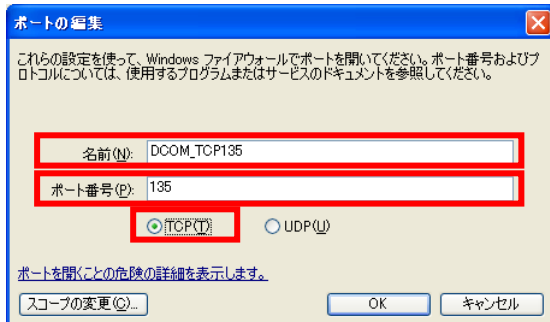 ポートの編集
これらの設定を使って、Windows ファイアウォールでポートを開いてください。ポート番号およびプ
ロトコルについては、使用するプログラムまたはサービスのドキュメントを参照してください。
名前(N): DCOM_TCP135
ポート番号(P): 135
TCP(T) UDP(U)
ポートを開くことの危険の詳細を表示します。
スコープの変更(C)... OK キャンセル